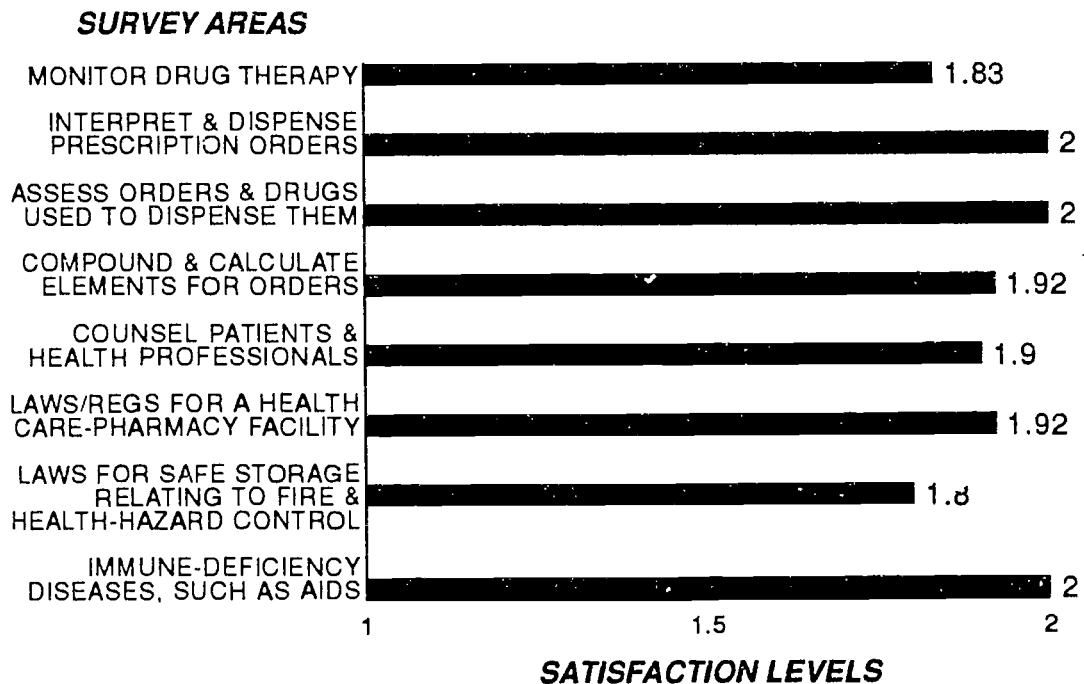 SURVEY AREAS
MONITOR DRUG THERAPY
1.83
INTERPRET & DISPENSE
PRESCRIPTION ORDERS
2
ASSESS ORDERS & DRUGS
USED TO DISPENSE THEM
2
COMPOUND & CALCULATE
ELEMENTS FOR ORDERS
1.92
COUNSEL PATIENTS &
HEALTH PROFESSIONALS
1.9
LAWS/REGS FOR A HEALTH
CARE-PHARMACY FACILITY
1.92
LAWS FOR SAFE STORAGE
RELATING TO FIRE &
HEALTH-HAZARD CONTROL
1.8
IMMUNE-DEFICIENCY
DISEASES, SUCH AS AIDS
2
1 1.5 2
SATISFACTION LEVELS